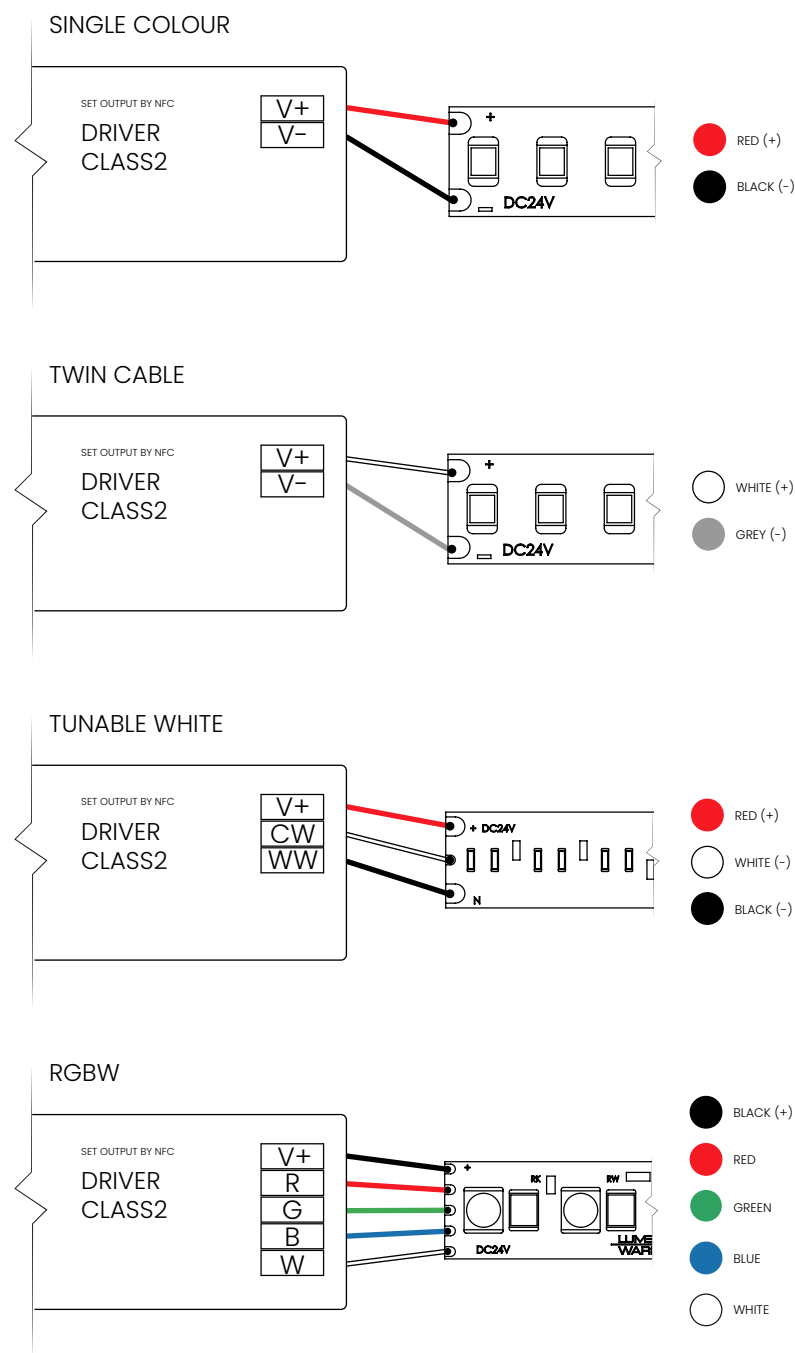 SINGLE COLOUR
SET OUTPUT BY NFC
DRIVER
CLASS2
V+
V-
+
DC24V
RED (+)
BLACK (-)
TWIN CABLE
SET OUTPUT BY NFC
DRIVER
CLASS2
V+
V-
+
DC24V
WHITE (+)
GREY (-)
TUNABLE WHITE
SET OUTPUT BY NFC
DRIVER
CLASS2
V+
CW
WW
+ DC24V
N
RED (+)
WHITE (-)
BLACK (-)
RGBW
SET OUTPUT BY NFC
DRIVER
CLASS2
V+
R
G
B
W
+
RK
RW
DC24V
BLACK (+)
RED
GREEN
BLUE
WHITE